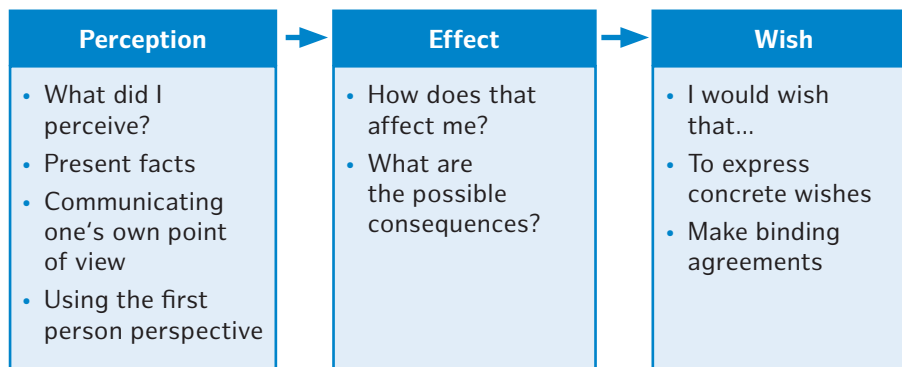 Perception
• What did I
perceive?
• Present facts
• Communicating
one‘s own point
of view
• Using the first
person perspective
Effect
• How does that
affect me?
• What are
the possible
consequences?
Wish
• I would wish
that...
• To express
concrete wishes
• Make binding
agreements